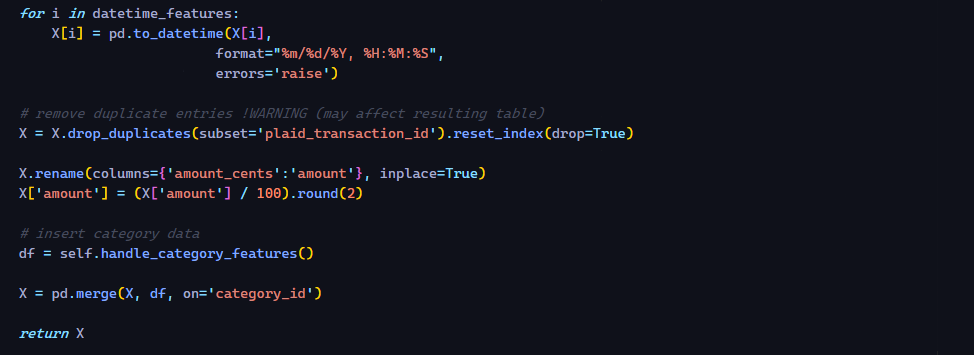 for i in datetime_features:
    X[i] = pd.to_datetime(X[i],
                        format="%m/%d/%Y, %H:%M:%S",
                        errors='raise')

# remove duplicate entries !WARNING (may affect resulting table)
X = X.drop_duplicates(subset='plaid_transaction_id').reset_index(drop=True)

X.rename(columns={'amount_cents':'amount'}, inplace=True)
X['amount'] = (X['amount'] / 100).round(2)

# insert category data
df = self.handle_category_features()

X = pd.merge(X, df, on='category_id')

return X